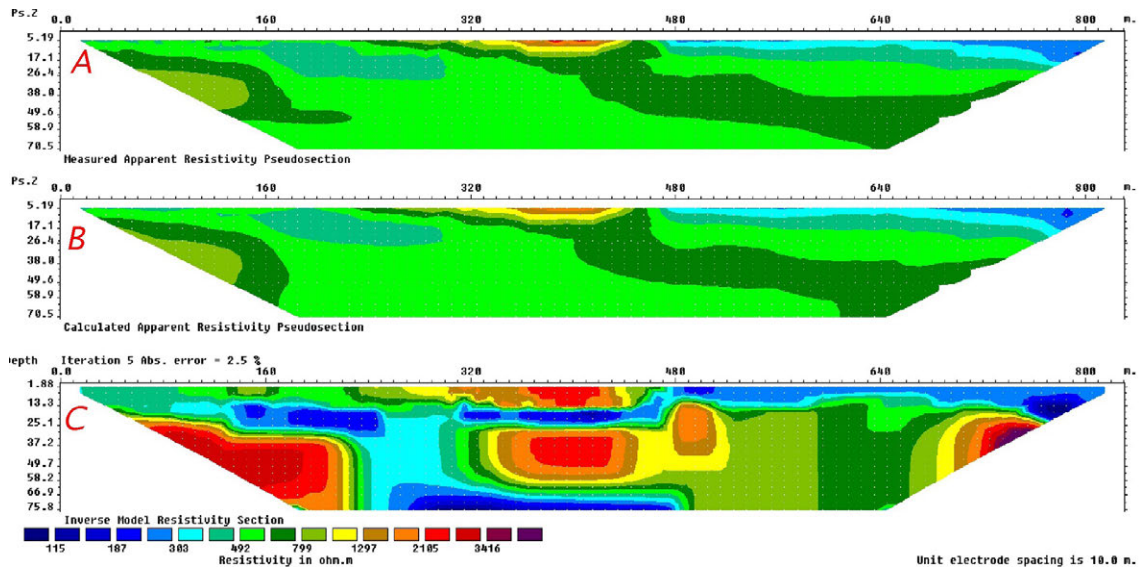 Ps.Z 0.0 160 320 480 640 800 m.
5.19
A
17.1
26.4
38.0
49.6
58.9
70.5
Measured Apparent Resistivity Pseudosection
Ps.Z 0.0 160 320 480 640 800 m.
5.19
17.1
B
26.4
38.0
49.6
58.9
70.5
Calculated Apparent Resistivity Pseudosection
Depth Iteration 5 Abs. error = 2.5 %
0.0 160 320 480 640 800 m.
1.88
13.3
C
25.1
37.2
49.7
58.2
66.9
75.8
Inverse Model Resistivity Section
115 187 303 492 799 1297 2105 3416
Resistivity in ohm.m Unit electrode spacing is 10.0 m.